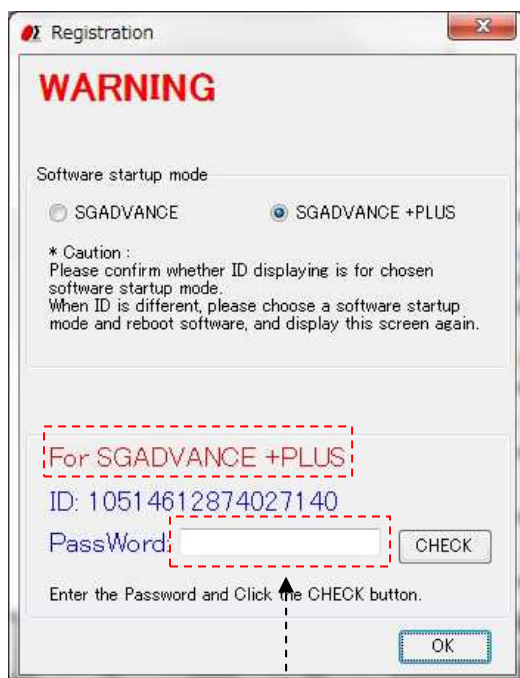 Registration
WARNING
Software startup mode
SGADVANCE
SGADVANCE +PLUS
* Caution :
Please confirm whether ID displaying is for chosen
software startup mode.
When ID is different, please choose a software startup
mode and reboot software, and display this screen again.
For SGADVANCE +PLUS
ID: 10514612874027140
PassWord:
CHECK
Enter the Password and Click the CHECK button.
OK